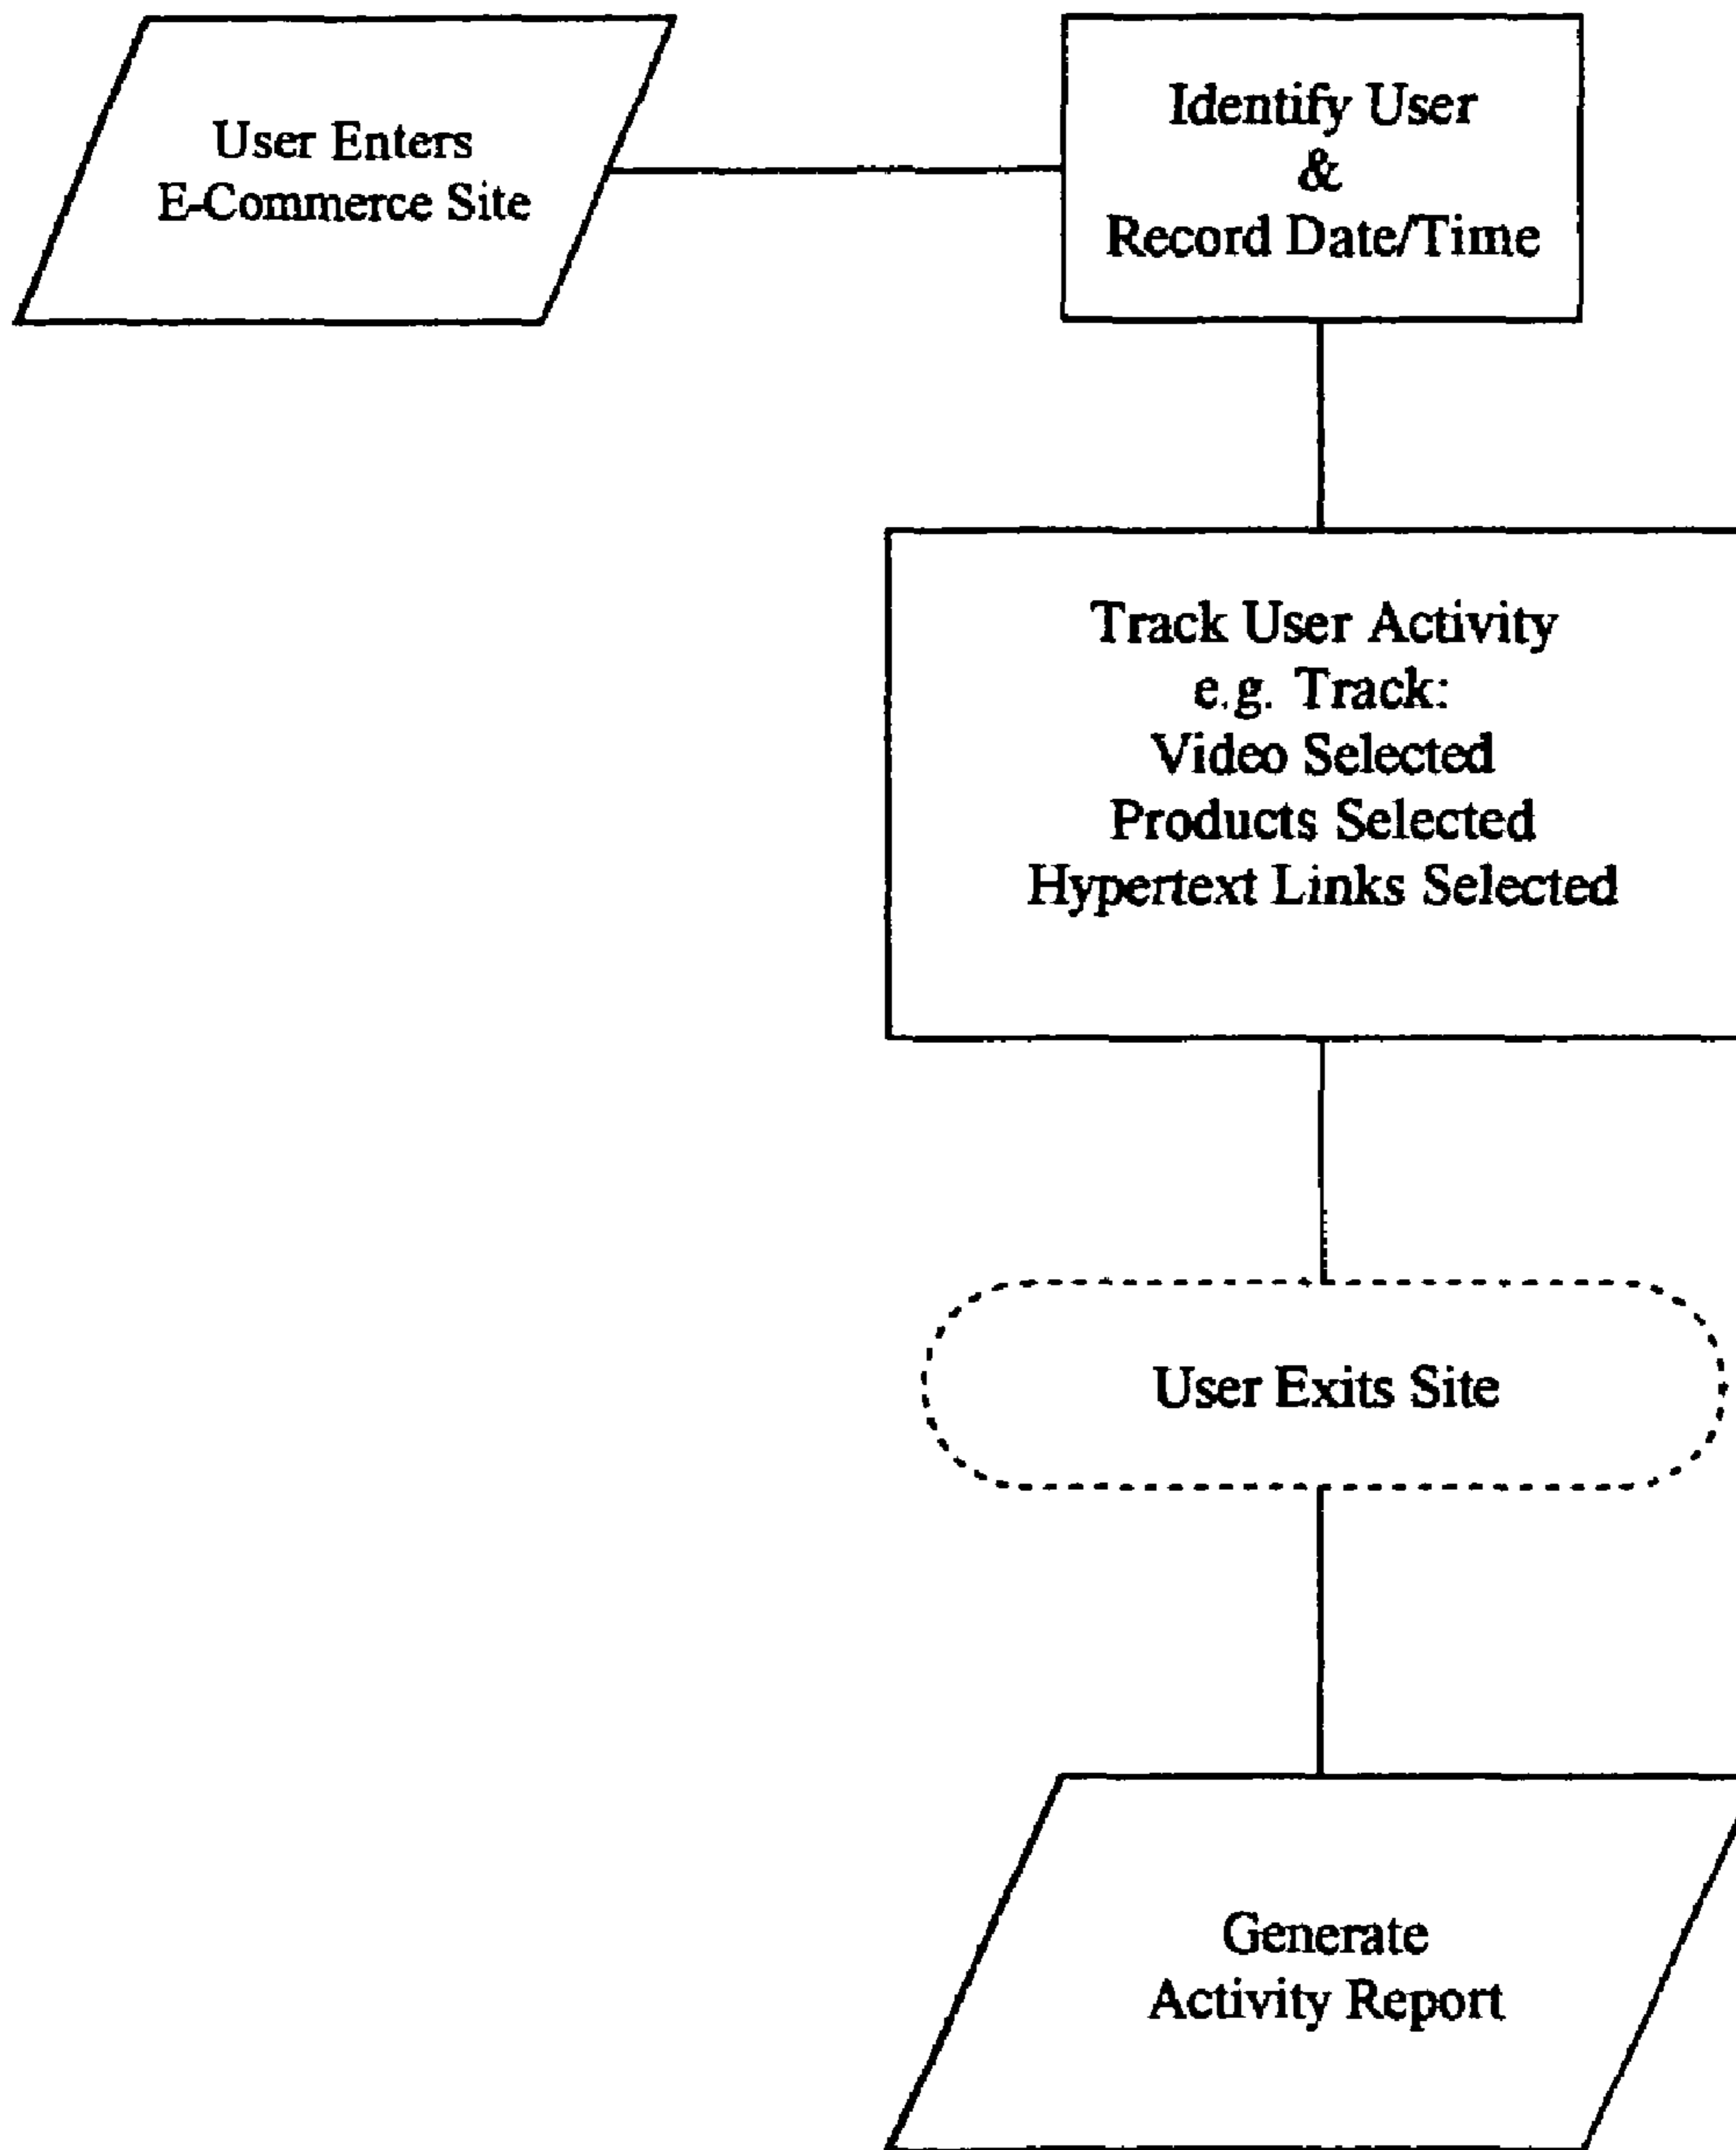 User Enters
E-Commerce Site
Identify User
&
Record Date/Time
Track User Activity
e.g. Track:
Video Selected
Products Selected
Hypertext Links Selected
User Exits Site
Generate
Activity Report